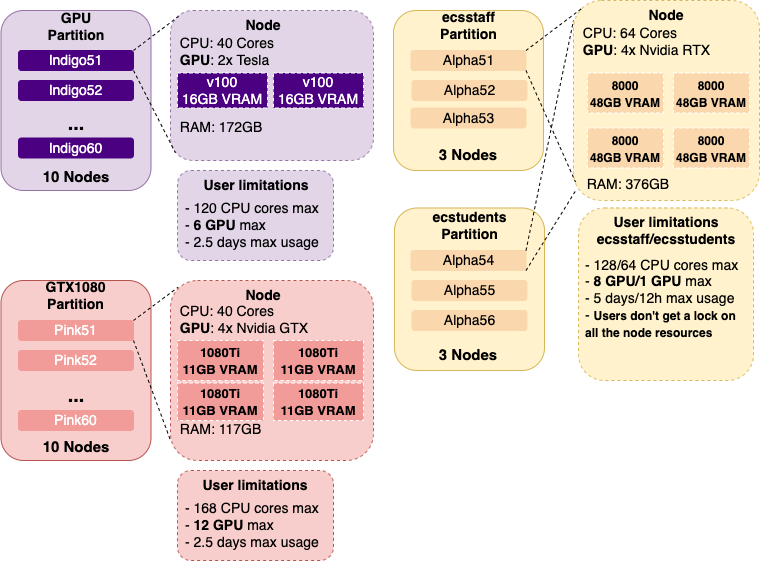 GPU
Partition
Indigo51
Indigo52
...
Indigo60
10 Nodes
Node
CPU: 40 Cores
GPU: 2x Tesla
v100
16GB VRAM
v100
16GB VRAM
RAM: 172GB
User limitations
- 120 CPU cores max
- 6 GPU max
- 2.5 days max usage
GTX1080
Partition
Pink51
Pink52
...
Pink60
10 Nodes
Node
CPU: 40 Cores
GPU: 4x Nvidia GTX
1080Ti
11GB VRAM
1080Ti
11GB VRAM
1080Ti
11GB VRAM
1080Ti
11GB VRAM
RAM: 117GB
User limitations
- 168 CPU cores max
- 12 GPU max
- 2.5 days max usage
ecsstaff
Partition
Alpha51
Alpha52
Alpha53
3 Nodes
ecstudents
Partition
Alpha54
Alpha55
Alpha56
3 Nodes
Node
CPU: 64 Cores
GPU: 4x Nvidia RTX
8000
48GB VRAM
8000
48GB VRAM
8000
48GB VRAM
8000
48GB VRAM
RAM: 376GB
User limitations
ecsstaff/ecsstudents
- 128/64 CPU cores max
- 8 GPU/1 GPU max
- 5 days/12h max usage
- Users don't get a lock on
all the node resources